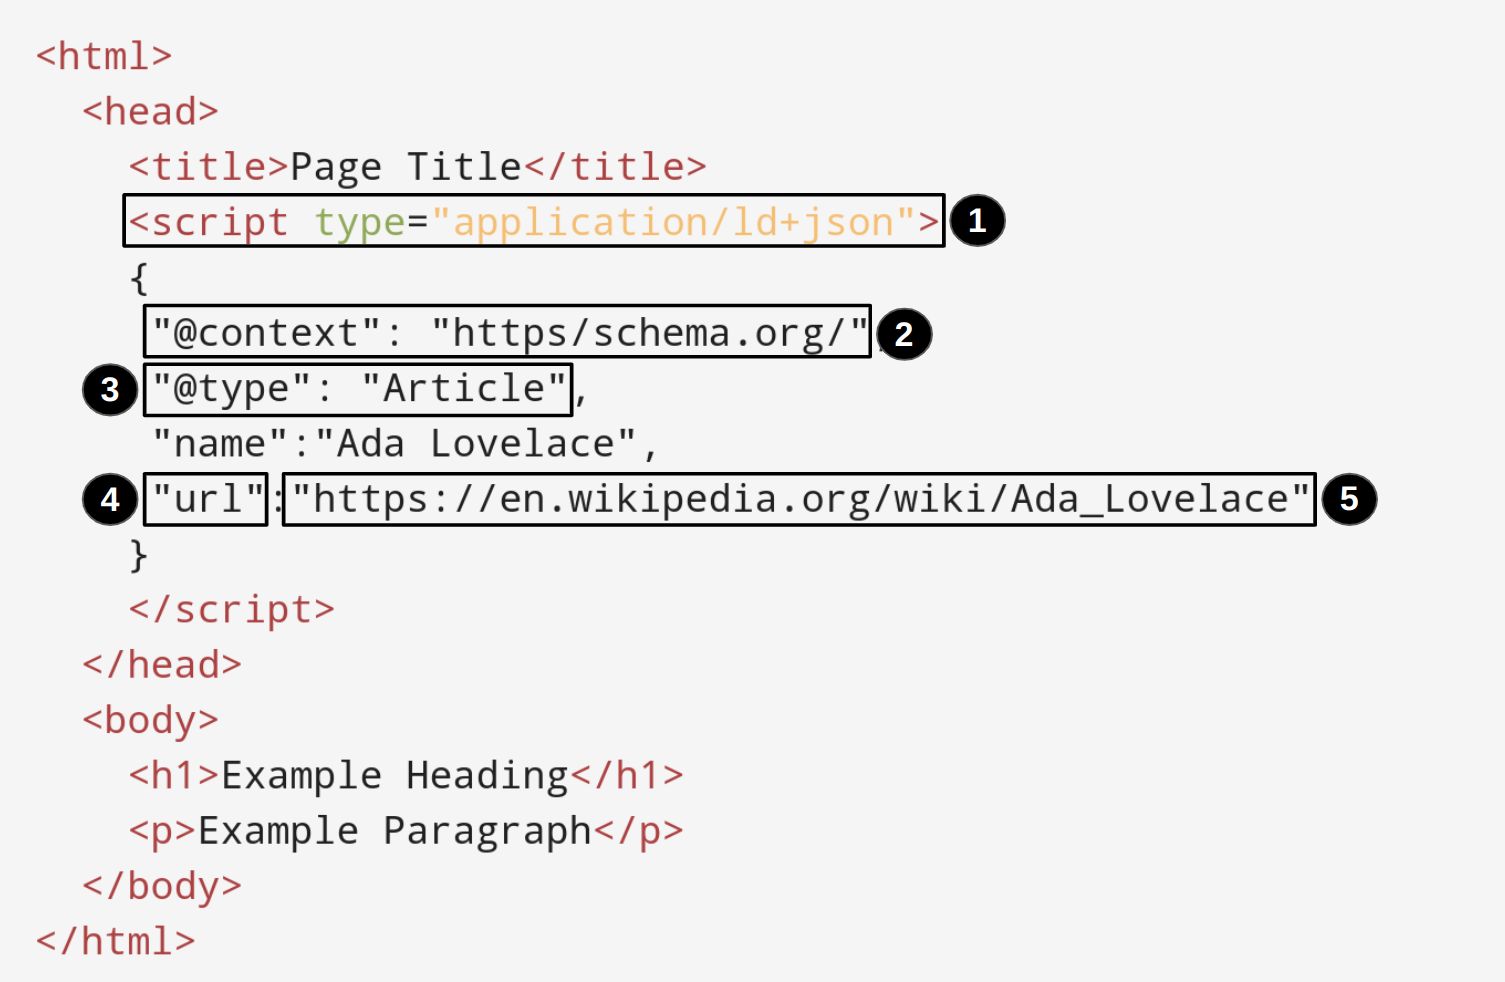 <html>
<head>
<title>Page Title</title>
<script type="application/ld+json"> 1
{
"@context": "https/schema.org/", 2
3 "@type": "Article",
"name":"Ada Lovelace",
4 "url":"https://en.wikipedia.org/wiki/Ada_Lovelace" 5
}
</script>
</head>
<body>
<h1>Example Heading</h1>
<p>Example Paragraph</p>
</body>
</html>